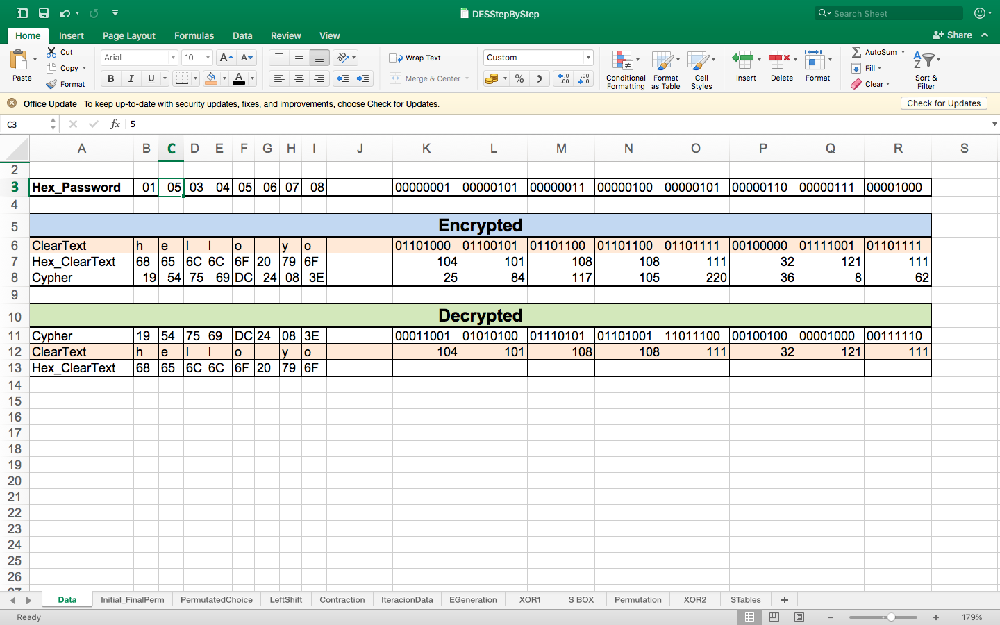 DESStepByStep
Search Sheet
Home Insert Page Layout Formulas Data Review View
Share
Paste
Cut
Copy
Format
Arial 10
Wrap Text
Merge & Center
Custom
Conditional Formatting
Format as Table
Cell Styles
Insert
Delete
Format
AutoSum
Fill
Clear
Sort & Filter
Office Update To keep up-to-date with security updates, fixes, and improvements, choose Check for Updates. Check for Updates
C3 fx 5
A B C D E F G H I J K L M N O P Q R S
2
3 Hex_Password 01 05 03 04 05 06 07 08 00000001 00000101 00000011 00000100 00000101 00000110 00000111 00001000
4
5 Encrypted
6 ClearText h e l l o y o 01101000 01100101 01101100 01101100 01101111 00100000 01111001 01101111
7 Hex_ClearText 68 65 6C 6C 6F 20 79 6F 104 101 108 108 111 32 121 111
8 Cypher 19 54 75 69 DC 24 08 3E 25 84 117 105 220 36 8 62
9
10 Decrypted
11 Cypher 19 54 75 69 DC 24 08 3E 00011001 01010100 01110101 01101001 11011100 00100100 00001000 00111110
12 ClearText h e l l o y o 104 101 108 108 111 32 121 111
13 Hex_ClearText 68 65 6C 6C 6F 20 79 6F
14
15
16
17
18
19
20
21
22
23
24
25
26
Data Initial_FinalPerm PermutatedChoice LeftShift Contraction IteracionData EGeneration XOR1 S BOX Permutation XOR2 STables +
Ready 179%